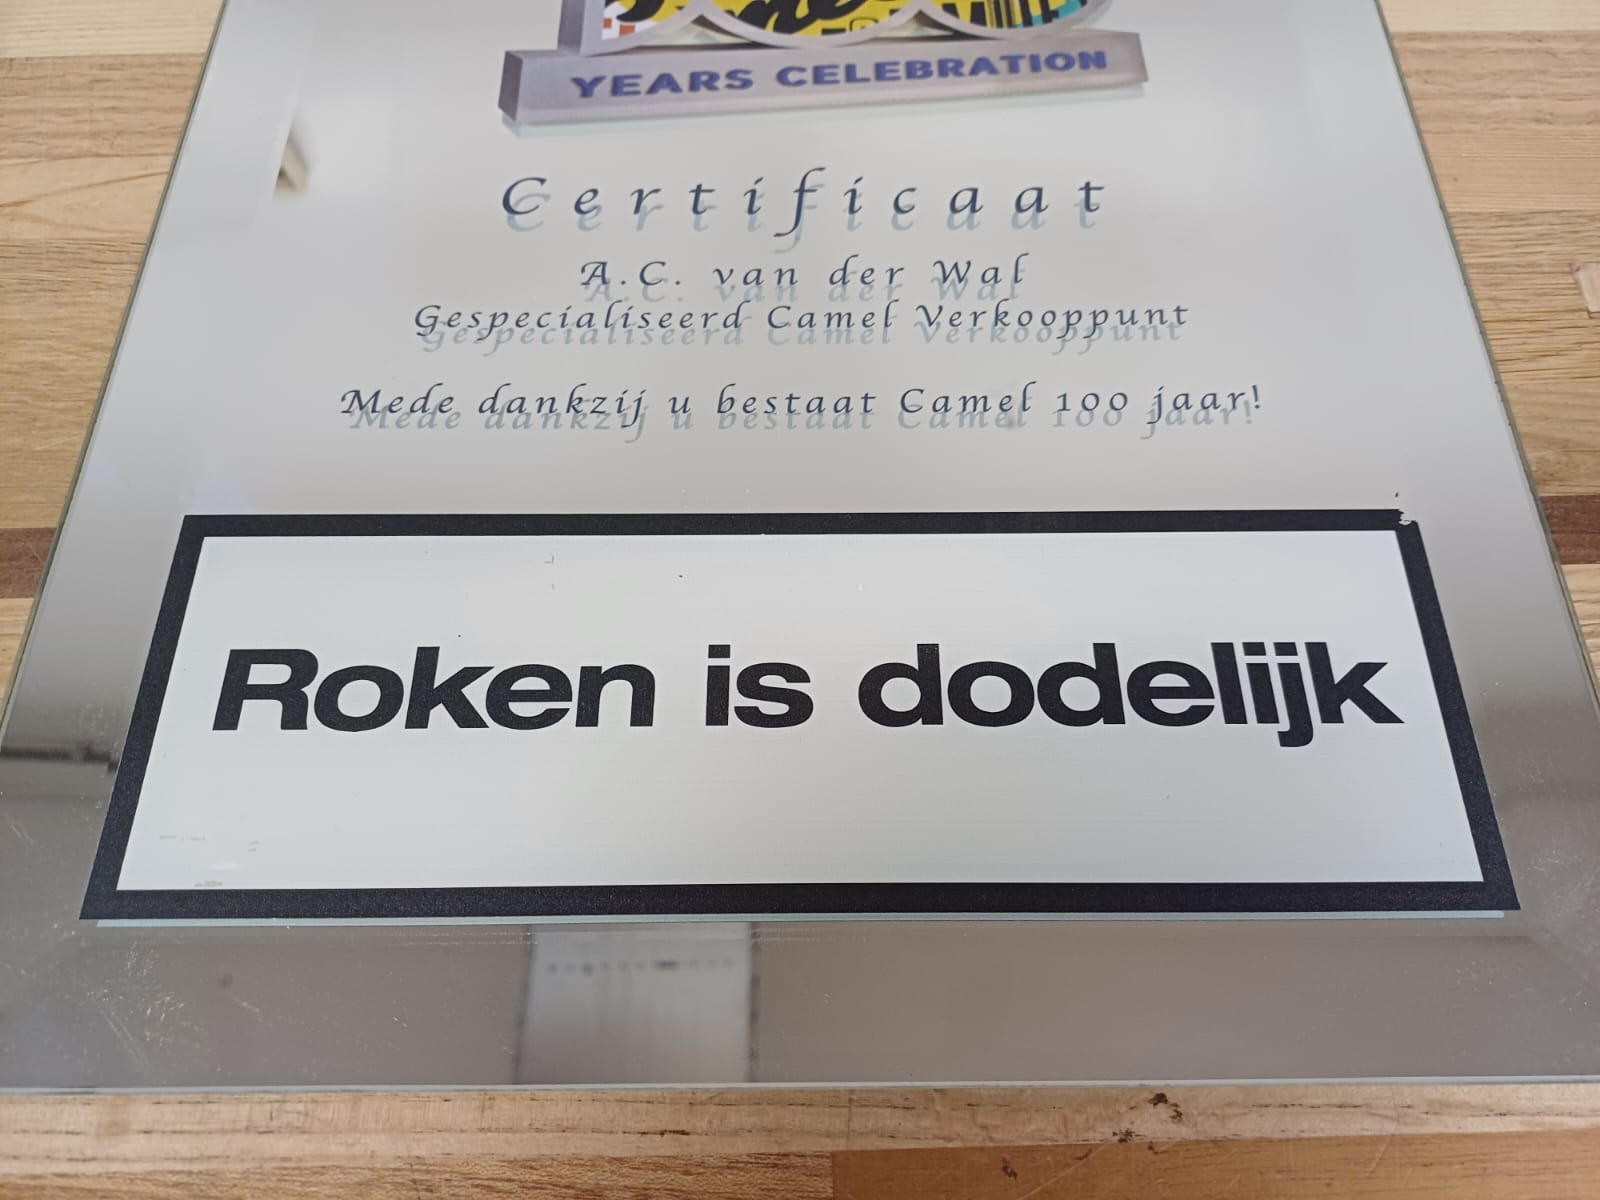 YEARS CELEBRATION
Certificaat
A.C. van der Wal
Gespecialiseerd Camel Verkooppunt
Mede dankzij u bestaat Camel 100 jaar!
Roken is dodelijk